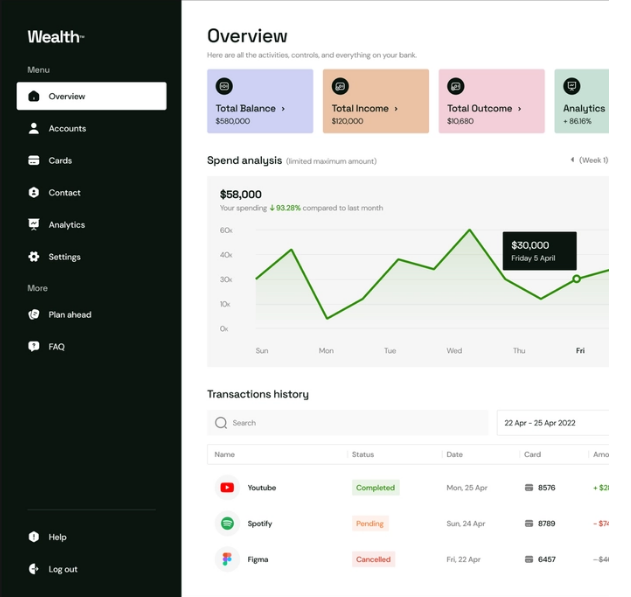 Wealth™
Menu
Overview
Accounts
Cards
Contact
Analytics
Settings
More
Plan ahead
FAQ
Help
Log out
Overview
Here are all the activities, controls, and everything on your bank.
Total Balance ›
$580,000
Total Income ›
$120,000
Total Outcome ›
$10,680
Analytics
+ 86.16%
Spend analysis (limited maximum amount)
(Week 1)
$58,000
Your spending ↓ 93.28% compared to last month
60k
40k
30k
10k
0k
$30,000
Friday 5 April
Sun Mon Tue Wed Thu Fri
Transactions history
Search
22 Apr - 25 Apr 2022
Name Status Date Card
Youtube Completed Mon, 25 Apr 8576
Spotify Pending Sun, 24 Apr 8789
Figma Cancelled Fri, 22 Apr 6457